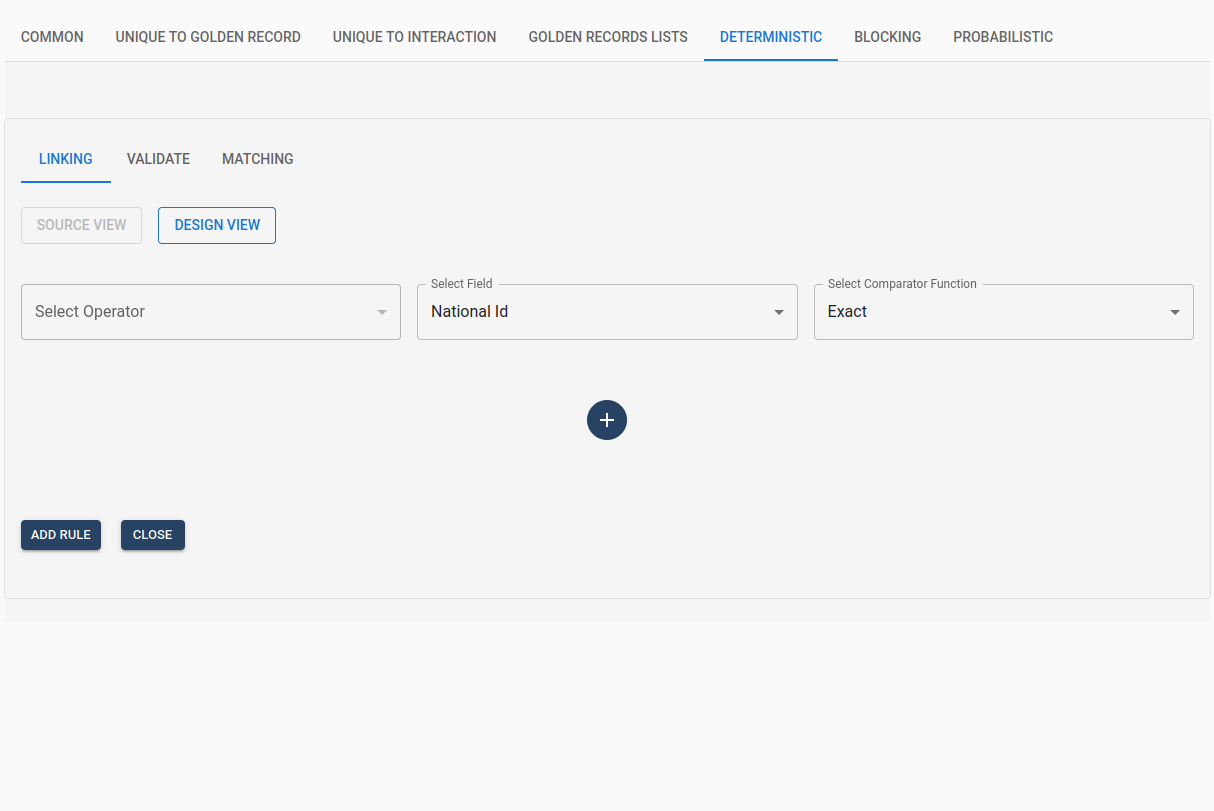 COMMON UNIQUE TO GOLDEN RECORD UNIQUE TO INTERACTION GOLDEN RECORDS LISTS DETERMINISTIC BLOCKING PROBABILISTIC
LINKING VALIDATE MATCHING
SOURCE VIEW DESIGN VIEW
Select Field Select Comparator Function
Select Operator National Id Exact
ADD RULE CLOSE